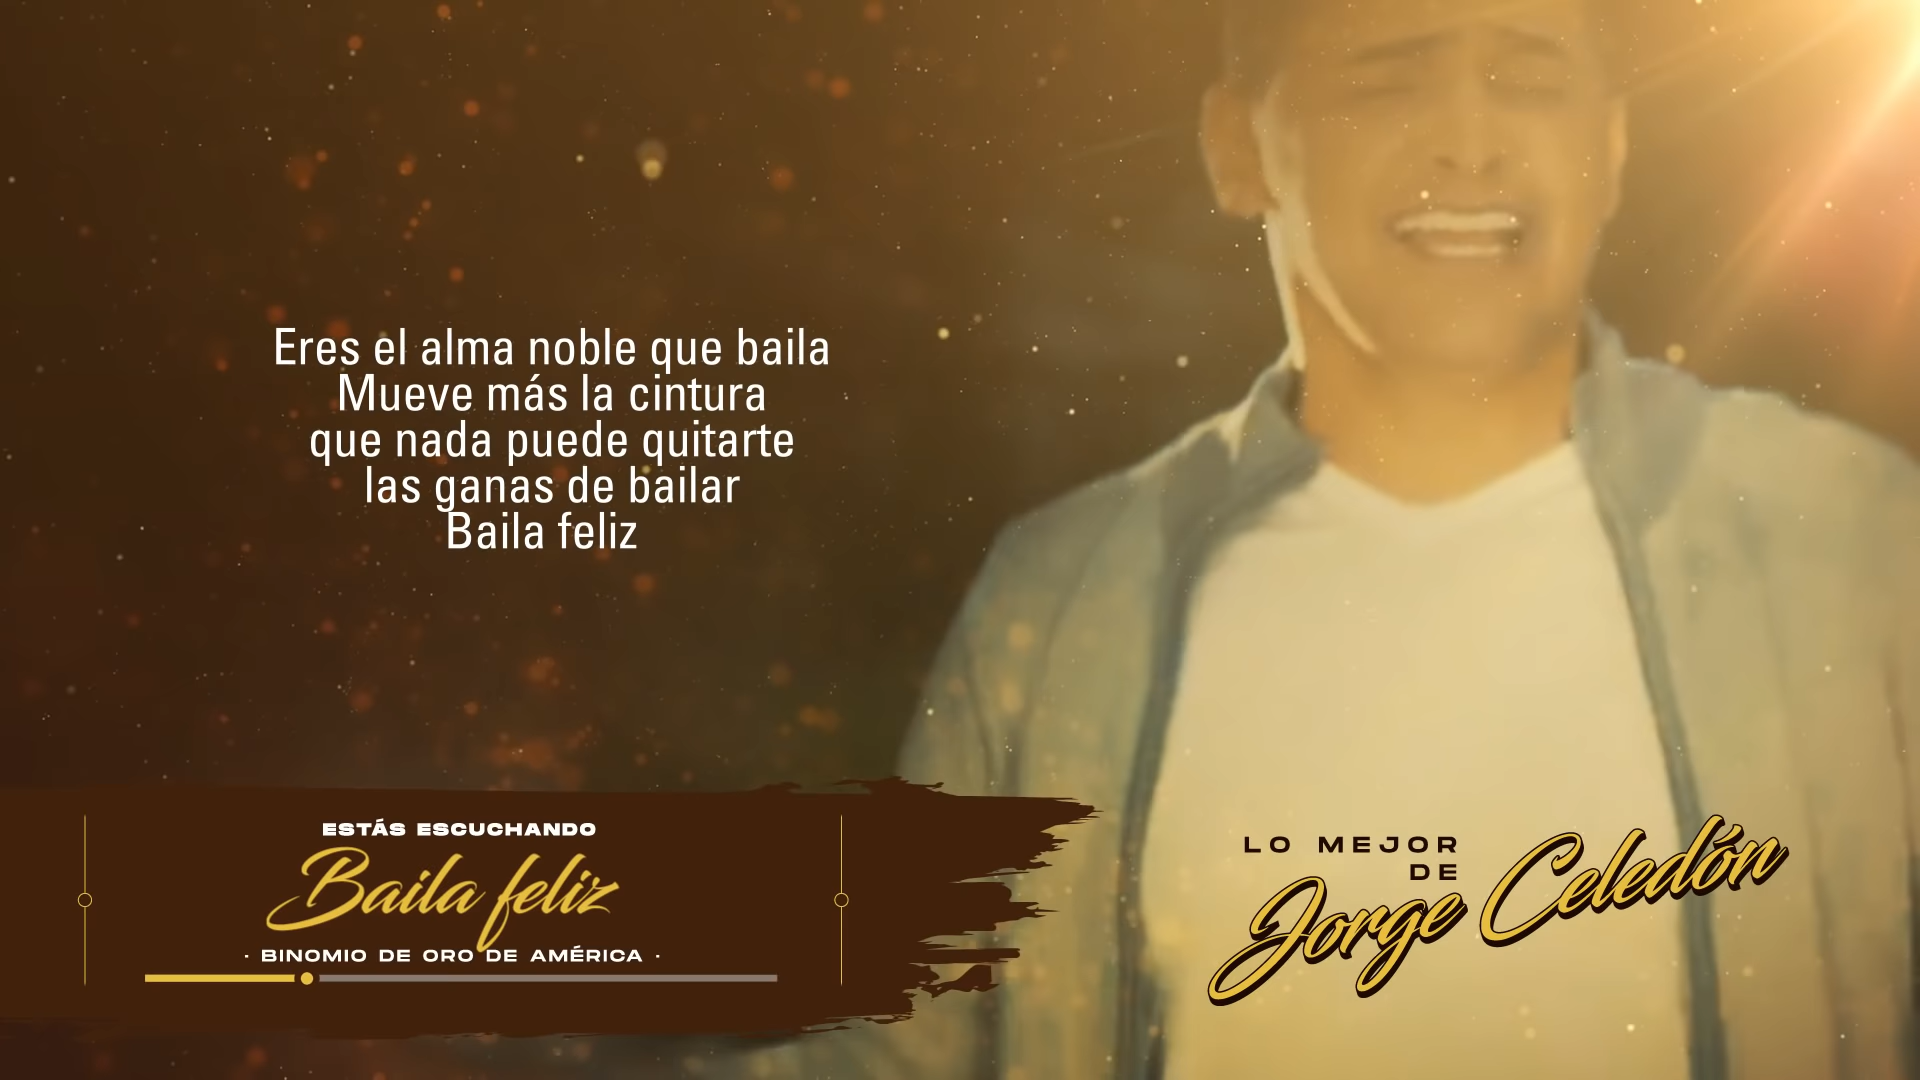 Eres el alma noble que baila
Mueve más la cintura
que nada puede quitarte
las ganas de bailar
Baila feliz
ESTÁS ESCUCHANDO
Baila feliz
· BINOMIO DE ORO DE AMÉRICA ·
LO MEJOR
DE
Jorge Celedón